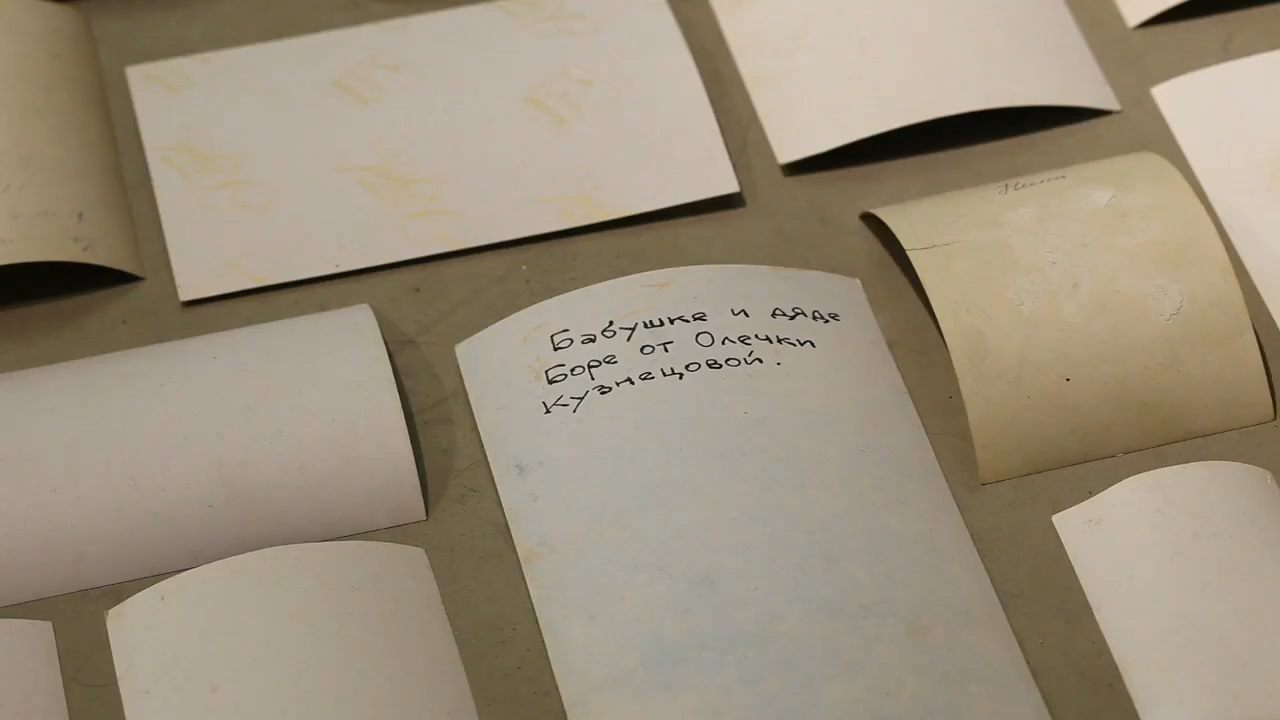 Бабушке и дяде
Боре от Олечки
Кузнецовой.